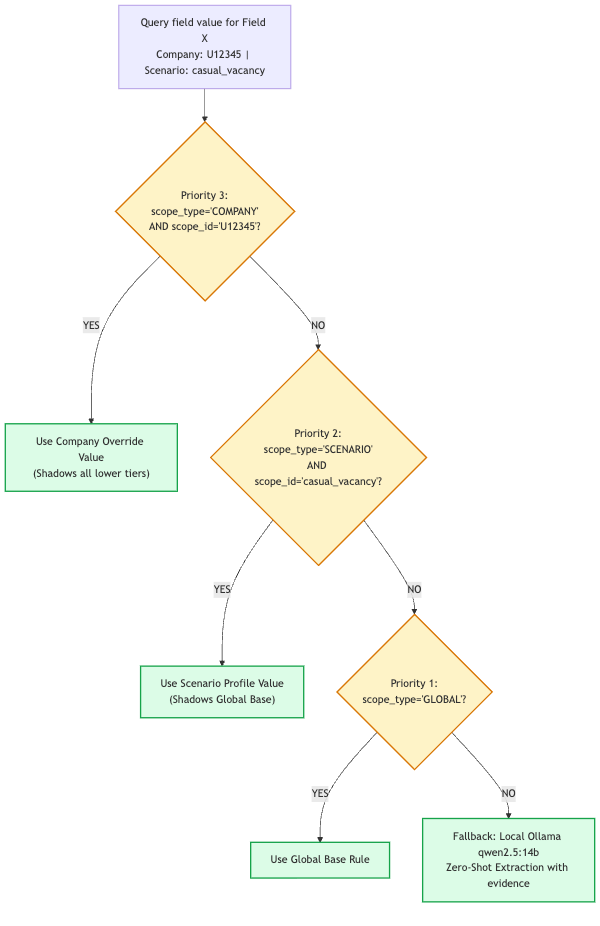 Query field value for Field
X
Company: U12345 |
Scenario: casual_vacancy
Priority 3:
scope_type='COMPANY'
AND scope_id='U12345'?
YES
NO
Use Company Override
Value
(Shadows all lower tiers)
Priority 2:
scope_type='SCENARIO'
AND
scope_id='casual_vacancy'?
YES
NO
Use Scenario Profile Value
(Shadows Global Base)
Priority 1:
scope_type='GLOBAL'?
YES
NO
Use Global Base Rule
Fallback: Local Ollama
qwen2.5:14b
Zero-Shot Extraction with
evidence